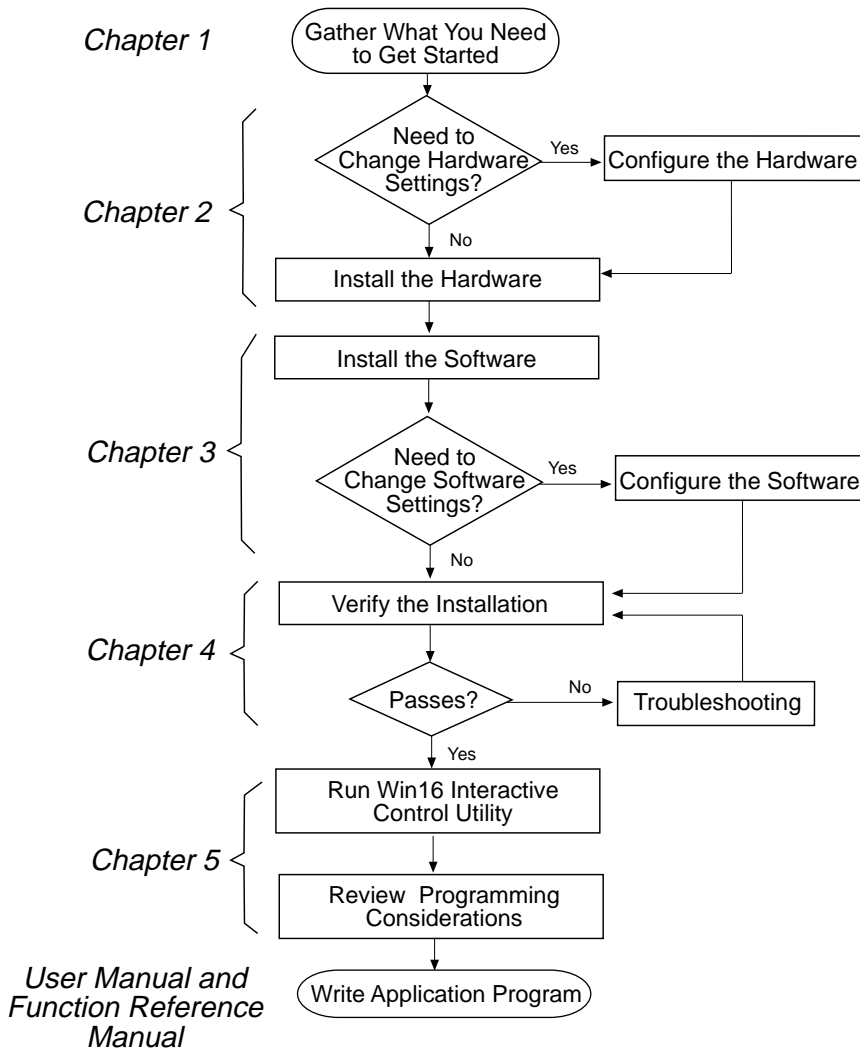 Chapter 1
Gather What You Need
to Get Started
Chapter 2
Need to
Change Hardware
Settings?
Yes
Configure the Hardware
No
Install the Hardware
Chapter 3
Install the Software
Need to
Change Software
Settings?
Yes
Configure the Software
No
Chapter 4
Verify the Installation
Passes?
No
Troubleshooting
Yes
Chapter 5
Run Win16 Interactive
Control Utility
Review Programming
Considerations
User Manual and
Function Reference
Manual
Write Application Program